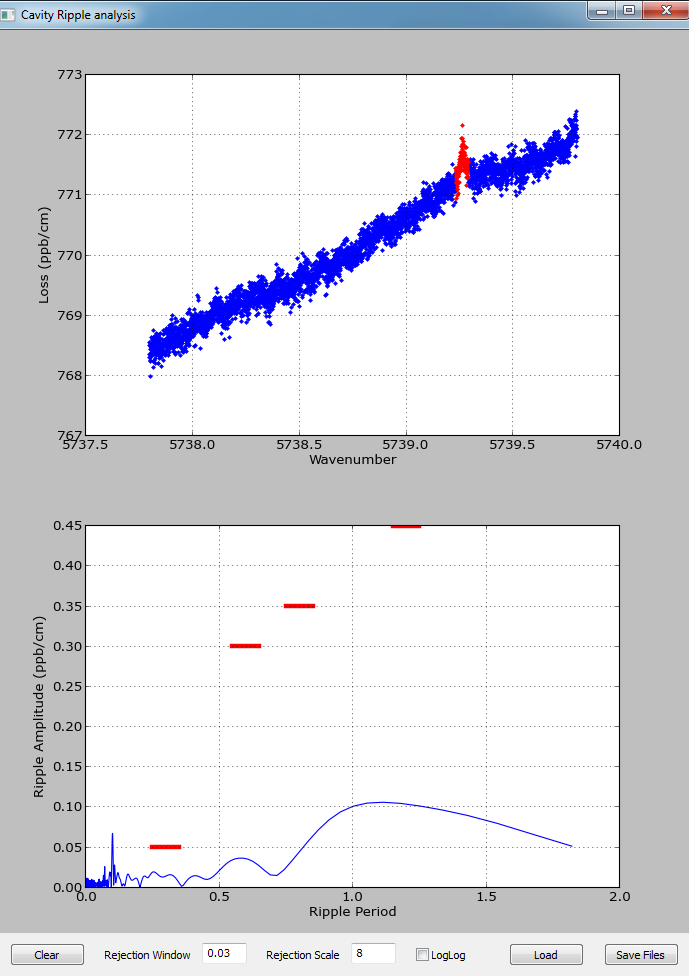 Cavity Ripple analysis
773
772
771
770
769
768
767
Loss (ppb/cm)
5737.5 5738.0 5738.5 5739.0 5739.5 5740.0
Wavenumber
0.45
0.40
0.35
0.30
0.25
0.20
0.15
0.10
0.05
0.00
Ripple Amplitude (ppb/cm)
0.0 0.5 1.0 1.5 2.0
Ripple Period
Clear Rejection Window 0.03 Rejection Scale 8 LogLog Load Save Files